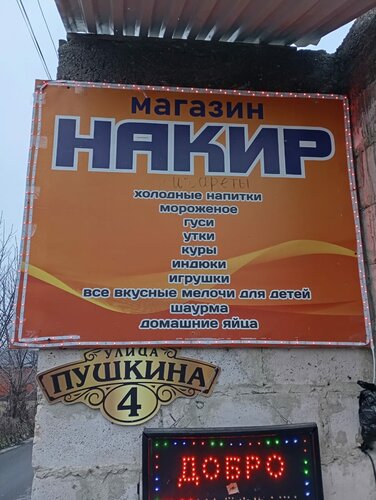 магазин
НАКИР
сигареты
холодные напитки
мороженое
гуси
утки
куры
индюки
игрушки
все вкусные мелочи для детей
шаурма
домашние яйца
УЛИЦА
ПУШКИНА
4
ДОБРО